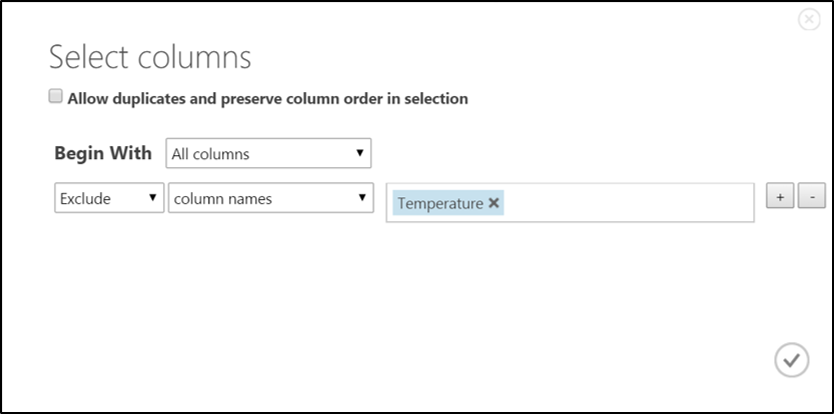 Select columns
Allow duplicates and preserve column order in selection
Begin With All columns
Exclude column names Temperature + -